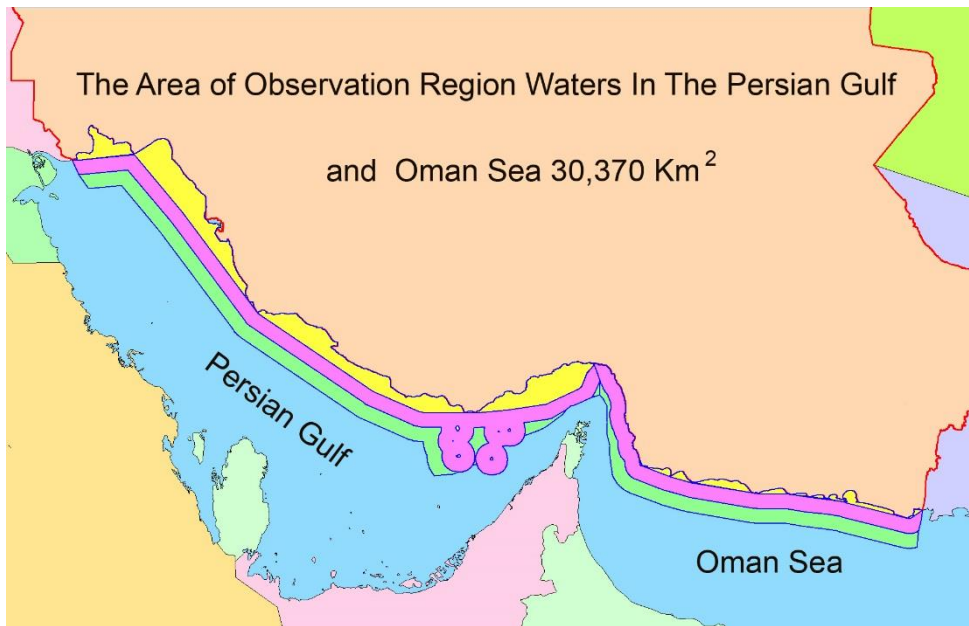 The Area of Observation Region Waters In The Persian Gulf
and Oman Sea 30,370 Km²
Persian Gulf
Oman Sea